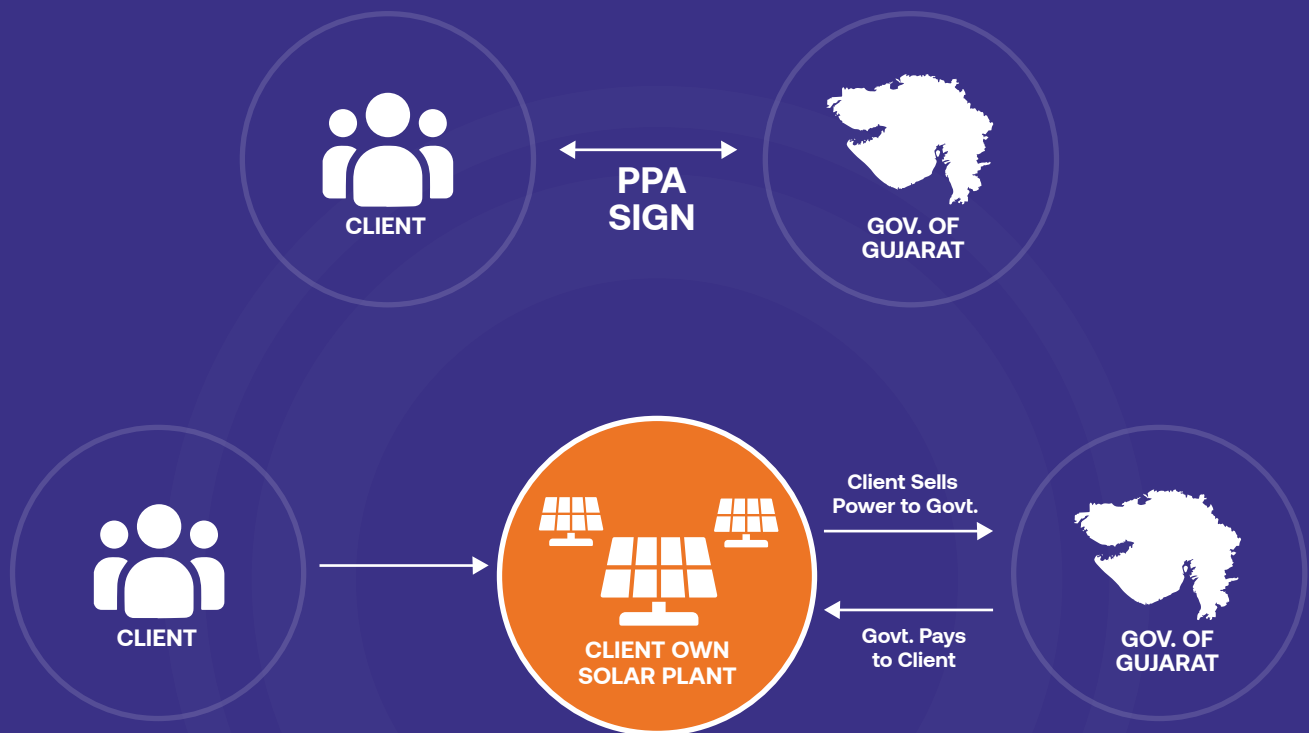 CLIENT
PPA
SIGN
GOV. OF
GUJARAT
CLIENT
CLIENT OWN
SOLAR PLANT
Client Sells
Power to Govt.
Govt. Pays
to Client
GOV. OF
GUJARAT